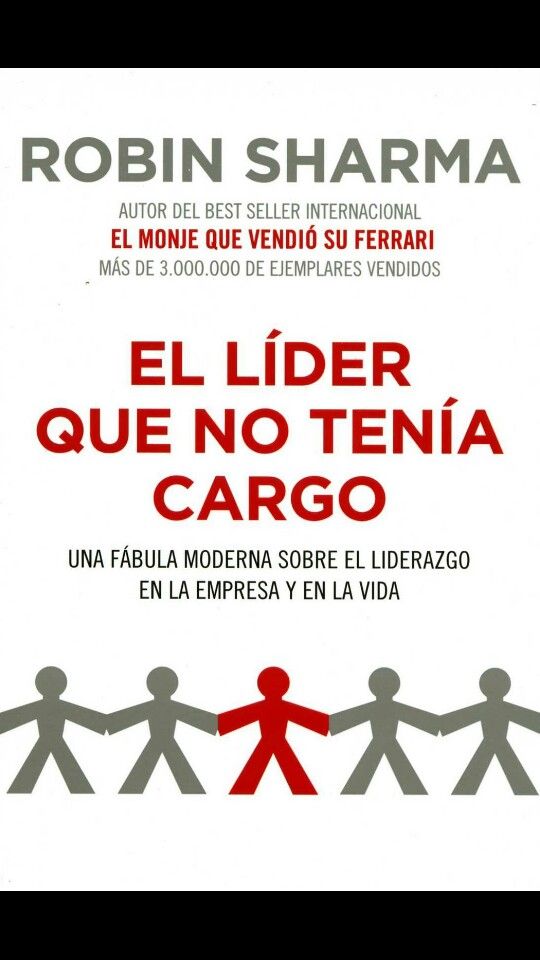 ROBIN SHARMA
AUTOR DEL BEST SELLER INTERNACIONAL
EL MONJE QUE VENDIÓ SU FERRARI
MÁS DE 3.000.000 DE EJEMPLARES VENDIDOS
EL LÍDER
QUE NO TENÍA
CARGO
UNA FÁBULA MODERNA SOBRE EL LIDERAZGO
EN LA EMPRESA Y EN LA VIDA